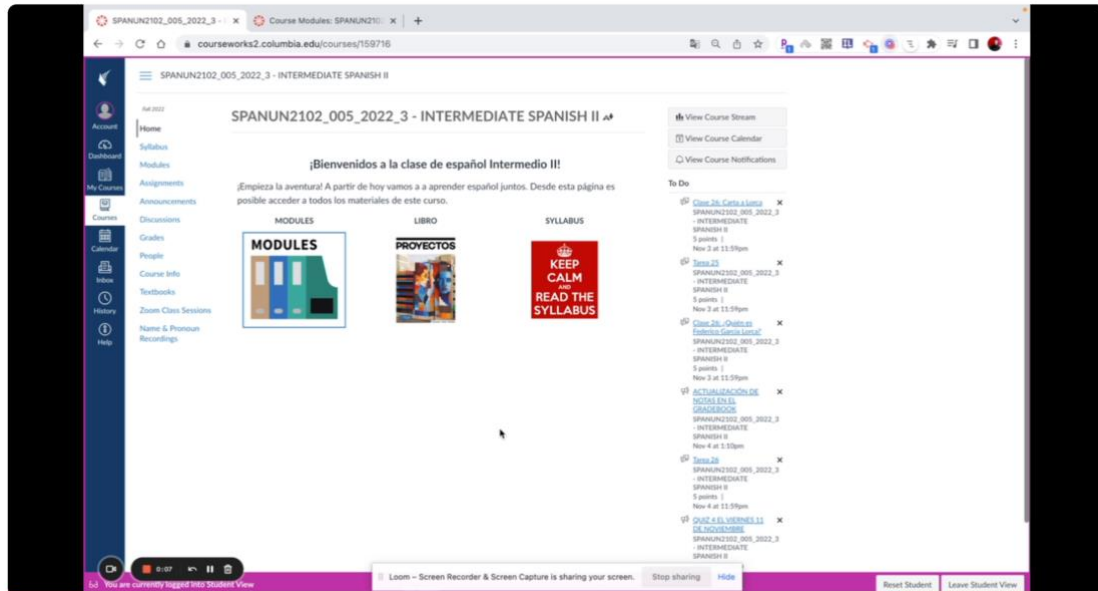 SPANUN2102_005_2022_3 -
Course Modules: SPANUN210
courseworks2.columbia.edu/courses/159716
SPANUN2102_005_2022_3 - INTERMEDIATE SPANISH II
Account
Dashboard
My Courses
Courses
Calendar
Inbox
History
Help
Fall 2022
Home
Syllabus
Modules
Assignments
Announcements
Discussions
Grades
People
Course Info
Textbooks
Zoom Class Sessions
Name & Pronoun
Recordings
SPANUN2102_005_2022_3 - INTERMEDIATE SPANISH II
¡Bienvenidos a la clase de español Intermedio II!
¡Empieza la aventura! A partir de hoy vamos a a aprender español juntos. Desde esta página es
posible acceder a todos los materiales de este curso.
MODULES
MODULES
LIBRO
PROYECTOS
SYLLABUS
KEEP
CALM
AND
READ THE
SYLLABUS
View Course Stream
View Course Calendar
View Course Notifications
To Do
Clase 26: Carta a Lorca
SPANUN2102_005_2022_3
- INTERMEDIATE
SPANISH II
5 points |
Nov 2 at 11:59pm
Tarea 25
SPANUN2102_005_2022_3
- INTERMEDIATE
SPANISH II
5 points |
Nov 3 at 11:59pm
Clase 26: ¿Quién es
Federico García Lorca?
SPANUN2102_005_2022_3
- INTERMEDIATE
SPANISH II
5 points |
Nov 3 at 11:59pm
ACTUALIZACIÓN DE
NOTAS EN EL
GRADEBOOK
SPANUN2102_005_2022_3
- INTERMEDIATE
SPANISH II
Nov 4 at 1:10pm
Tarea 26
SPANUN2102_005_2022_3
- INTERMEDIATE
SPANISH II
5 points |
Nov 4 at 11:59pm
QUIZ 4 EL VIERNES 11
DE NOVIEMBRE
SPANUN2102_005_2022_3
- INTERMEDIATE
SPANISH II
0:07
You are currently logged into Student View
Loom – Screen Recorder & Screen Capture is sharing your screen.
Stop sharing
Hide
Reset Student
Leave Student View